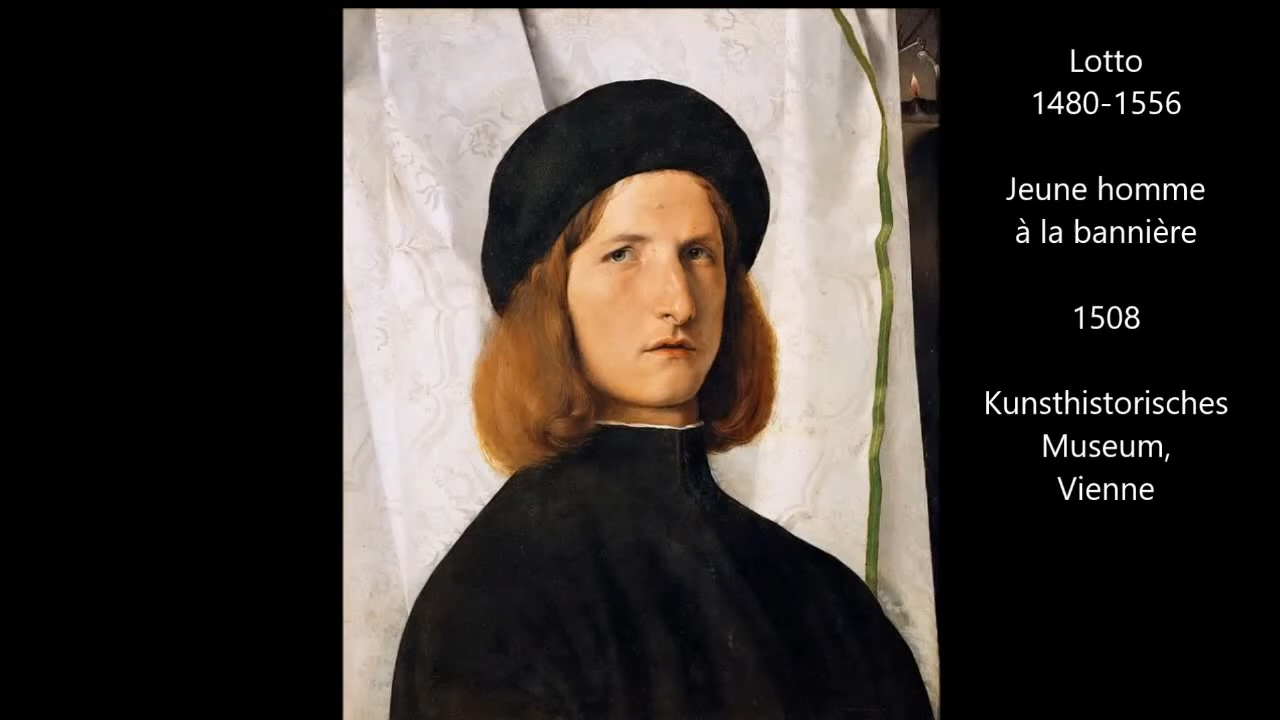 Lotto
1480-1556
Jeune homme
à la bannière
1508
Kunsthistorisches
Museum,
Vienne